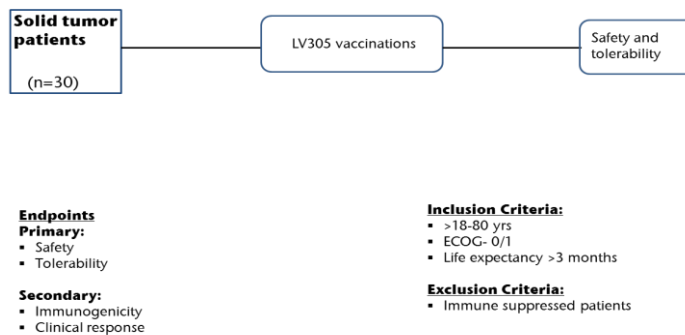 Solid tumor
patients
(n=30)
LV305 vaccinations
Safety and
tolerability
Endpoints
Primary:
▪ Safety
▪ Tolerability
Secondary:
▪ Immunogenicity
▪ Clinical response
Inclusion Criteria:
▪ >18-80 yrs
▪ ECOG- 0/1
▪ Life expectancy >3 months
Exclusion Criteria:
▪ Immune suppressed patients